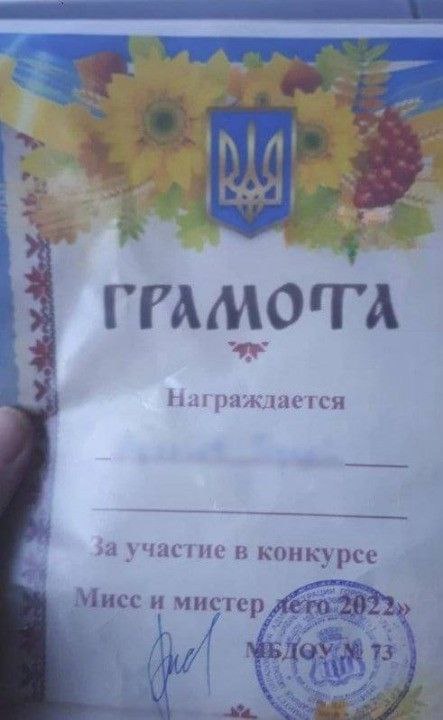 ГРАМОТА
Награждается
За участие в конкурсе
Мисс и мистер лето 2022»
МБДОУ № 73